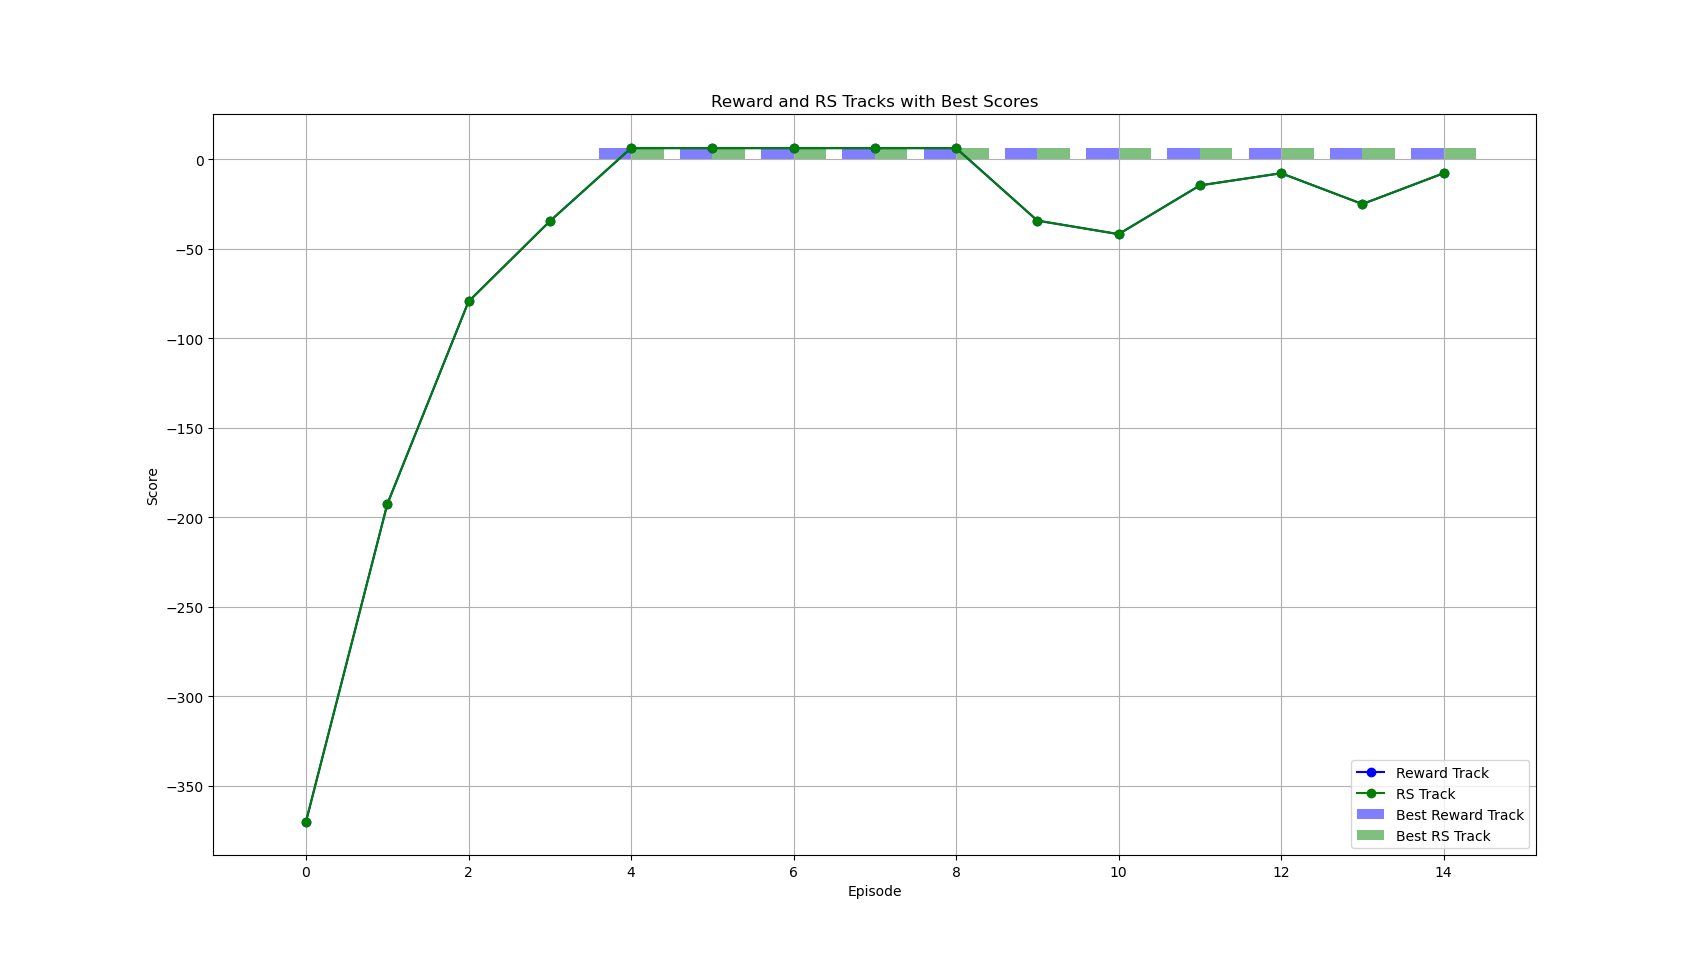 Reward and RS Tracks with Best Scores
0
−50
−100
−150
−200
−250
−300
−350
Score
0 2 4 6 8 10 12 14
Episode
Reward Track
RS Track
Best Reward Track
Best RS Track